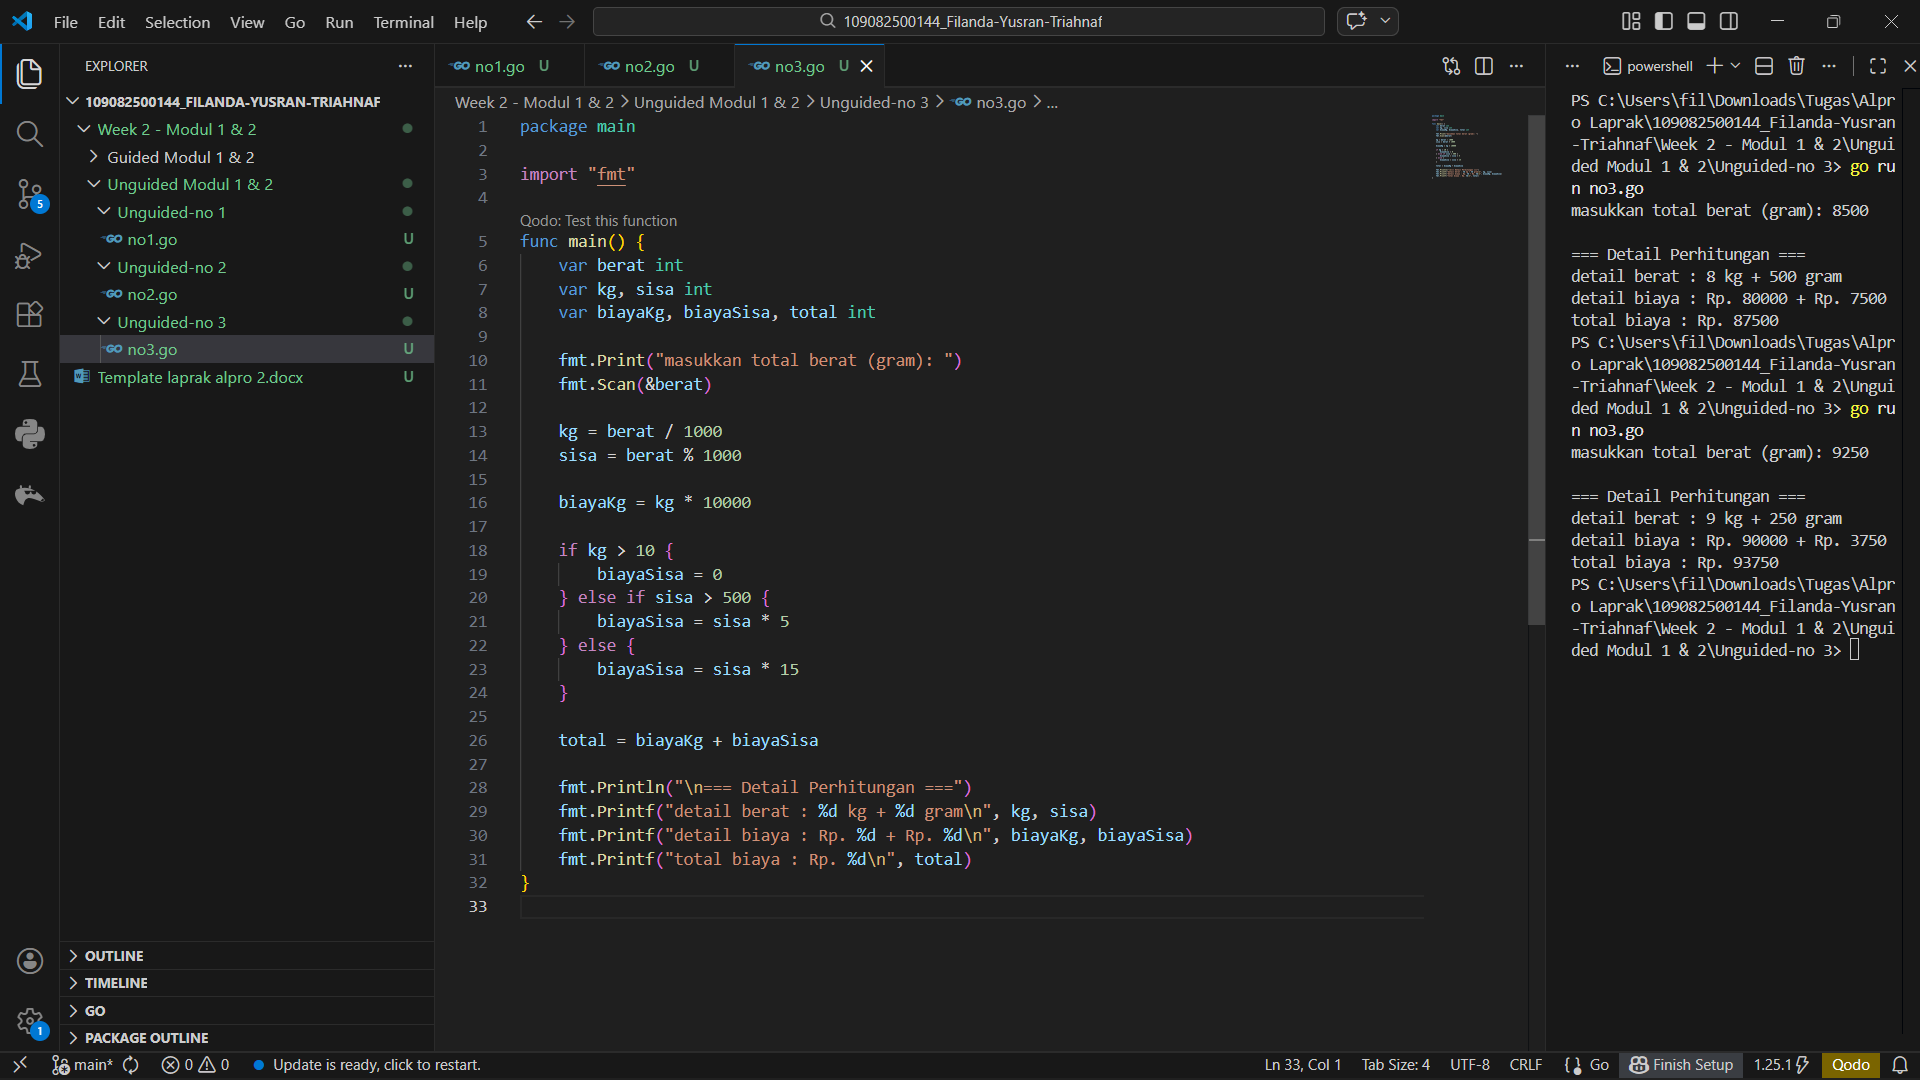 File Edit Selection View Go Run Terminal Help
109082500144_Filanda-Yusran-Triahnaf
EXPLORER
109082500144_FILANDA-YUSRAN-TRIAHNAF
Week 2 - Modul 1 & 2
Guided Modul 1 & 2
Unguided Modul 1 & 2
Unguided-no 1
no1.go U
Unguided-no 2
no2.go U
Unguided-no 3
no3.go U
Template laprak alpro 2.docx U
OUTLINE
TIMELINE
GO
PACKAGE OUTLINE
5
1
no1.go U
no2.go U
no3.go U
Week 2 - Modul 1 & 2 > Unguided Modul 1 & 2 > Unguided-no 3 > no3.go > ...
1 package main
2
3 import "fmt"
4
Qodo: Test this function
5 func main() {
6 var berat int
7 var kg, sisa int
8 var biayaKg, biayaSisa, total int
9
10 fmt.Print("masukkan total berat (gram): ")
11 fmt.Scan(&berat)
12
13 kg = berat / 1000
14 sisa = berat % 1000
15
16 biayaKg = kg * 10000
17
18 if kg > 10 {
19 biayaSisa = 0
20 } else if sisa > 500 {
21 biayaSisa = sisa * 5
22 } else {
23 biayaSisa = sisa * 15
24 }
25
26 total = biayaKg + biayaSisa
27
28 fmt.Println("\n=== Detail Perhitungan ===")
29 fmt.Printf("detail berat : %d kg + %d gram\n", kg, sisa)
30 fmt.Printf("detail biaya : Rp. %d + Rp. %d\n", biayaKg, biayaSisa)
31 fmt.Printf("total biaya : Rp. %d\n", total)
32 }
33
powershell
PS C:\Users\fil\Downloads\Tugas\Alpr
o Laprak\109082500144_Filanda-Yusran
-Triahnaf\Week 2 - Modul 1 & 2\Ungui
ded Modul 1 & 2\Unguided-no 3> go ru
n no3.go
masukkan total berat (gram): 8500

=== Detail Perhitungan ===
detail berat : 8 kg + 500 gram
detail biaya : Rp. 80000 + Rp. 7500
total biaya : Rp. 87500
PS C:\Users\fil\Downloads\Tugas\Alpr
o Laprak\109082500144_Filanda-Yusran
-Triahnaf\Week 2 - Modul 1 & 2\Ungui
ded Modul 1 & 2\Unguided-no 3> go ru
n no3.go
masukkan total berat (gram): 9250

=== Detail Perhitungan ===
detail berat : 9 kg + 250 gram
detail biaya : Rp. 90000 + Rp. 3750
total biaya : Rp. 93750
PS C:\Users\fil\Downloads\Tugas\Alpr
o Laprak\109082500144_Filanda-Yusran
-Triahnaf\Week 2 - Modul 1 & 2\Ungui
ded Modul 1 & 2\Unguided-no 3>
main* 0 0 Update is ready, click to restart. Ln 33, Col 1 Tab Size: 4 UTF-8 CRLF {} Go Finish Setup 1.25.1 Qodo